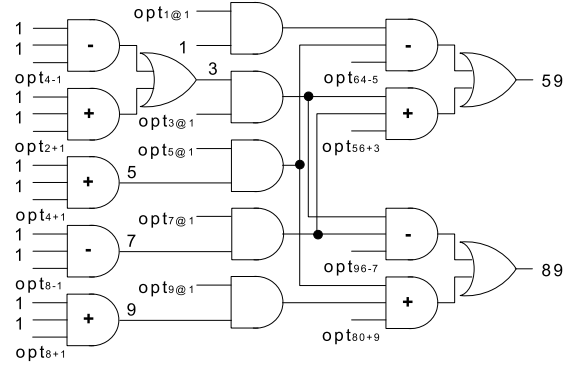 opt1@1
1
1
1
-
opt4-1
-
opt64-5
3
59
1
1
+
opt3@1
+
opt56+3
opt2+1
opt5@1
1
1
+
5
opt4+1
opt7@1
1
1
-
7
-
opt96-7
opt8-1
opt9@1
89
1
1
+
9
+
opt80+9
opt8+1